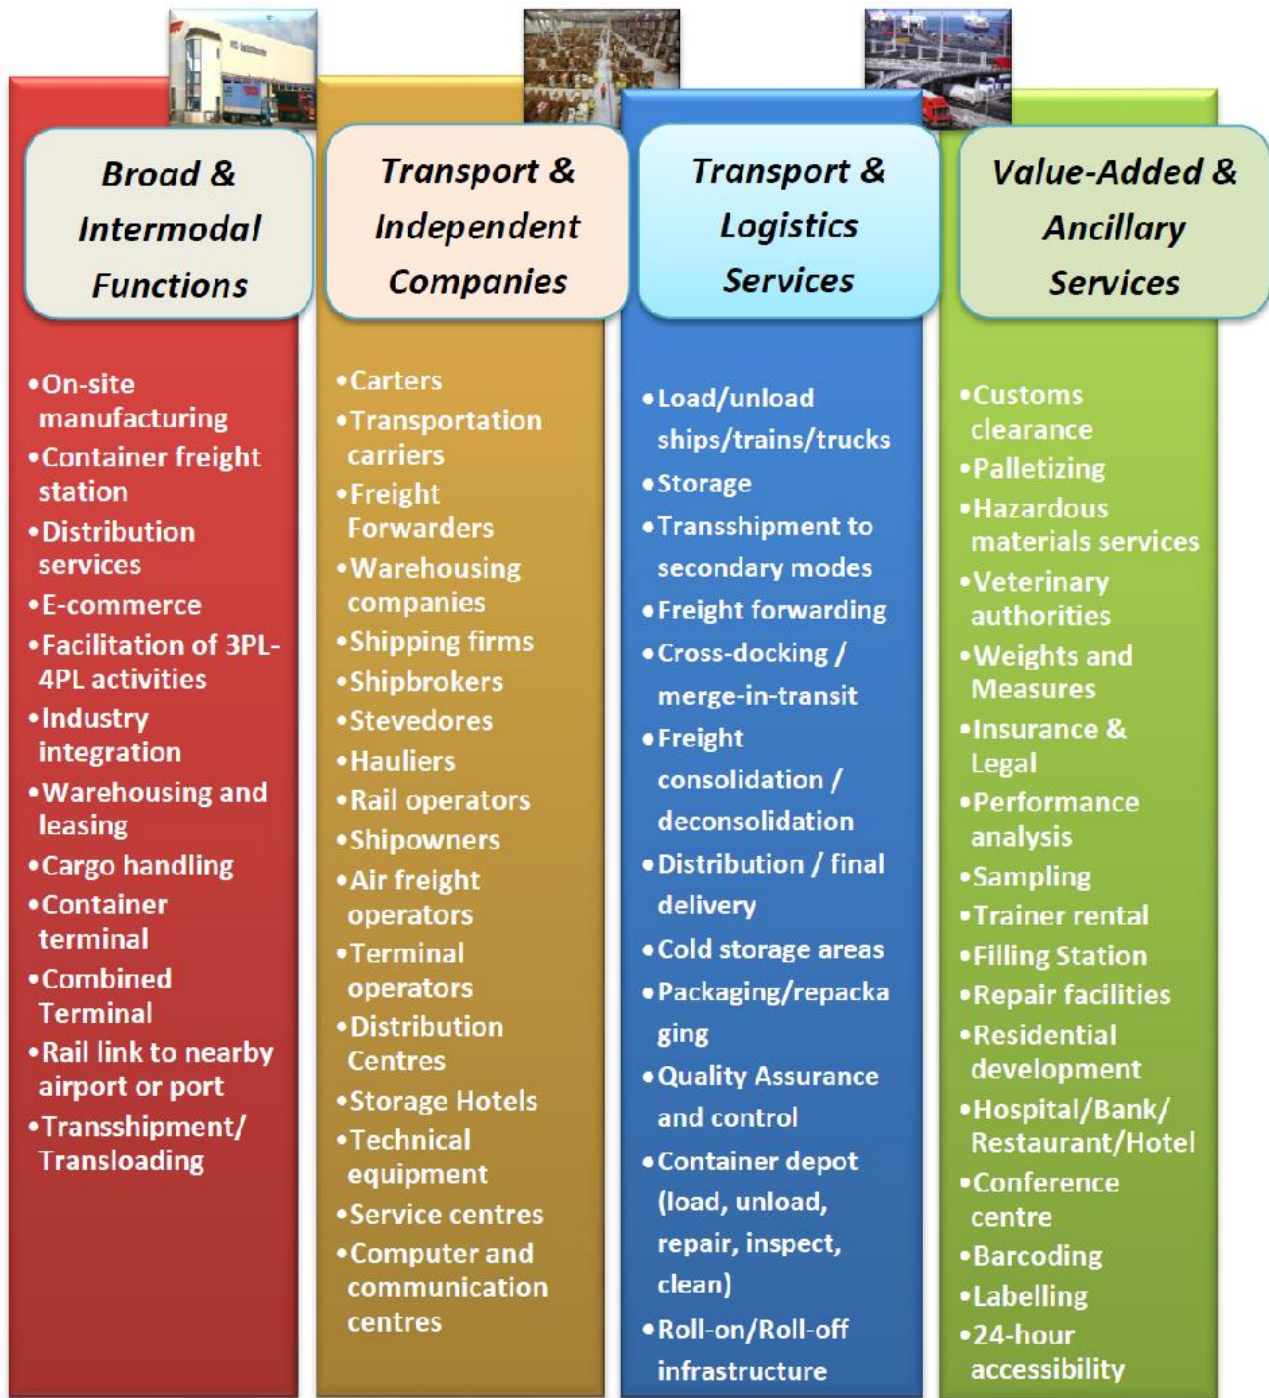 Broad &
Intermodal
Functions
•On-site
manufacturing
•Container freight
station
•Distribution
services
•E-commerce
•Facilitation of 3PL-
4PL activities
•Industry
integration
•Warehousing and
leasing
•Cargo handling
•Container
terminal
•Combined
Terminal
•Rail link to nearby
airport or port
•Transshipment/
Transloading
Transport &
Independent
Companies
•Carters
•Transportation
carriers
•Freight
Forwarders
•Warehousing
companies
•Shipping firms
•Shipbrokers
•Stevedores
•Hauliers
•Rail operators
•Shipowners
•Air freight
operators
•Terminal
operators
•Distribution
Centres
•Storage Hotels
•Technical
equipment
•Service centres
•Computer and
communication
centres
Transport &
Logistics
Services
•Load/unload
ships/trains/trucks
•Storage
•Transshipment to
secondary modes
•Freight forwarding
•Cross-docking /
merge-in-transit
•Freight
consolidation /
deconsolidation
•Distribution / final
delivery
•Cold storage areas
•Packaging/repacka
ging
•Quality Assurance
and control
•Container depot
(load, unload,
repair, inspect,
clean)
•Roll-on/Roll-off
infrastructure
Value-Added &
Ancillary
Services
•Customs
clearance
•Palletizing
•Hazardous
materials services
•Veterinary
authorities
•Weights and
Measures
•Insurance &
Legal
•Performance
analysis
•Sampling
•Trainer rental
•Filling Station
•Repair facilities
•Residential
development
•Hospital/Bank/
Restaurant/Hotel
•Conference
centre
•Barcoding
•Labelling
•24-hour
accessibility